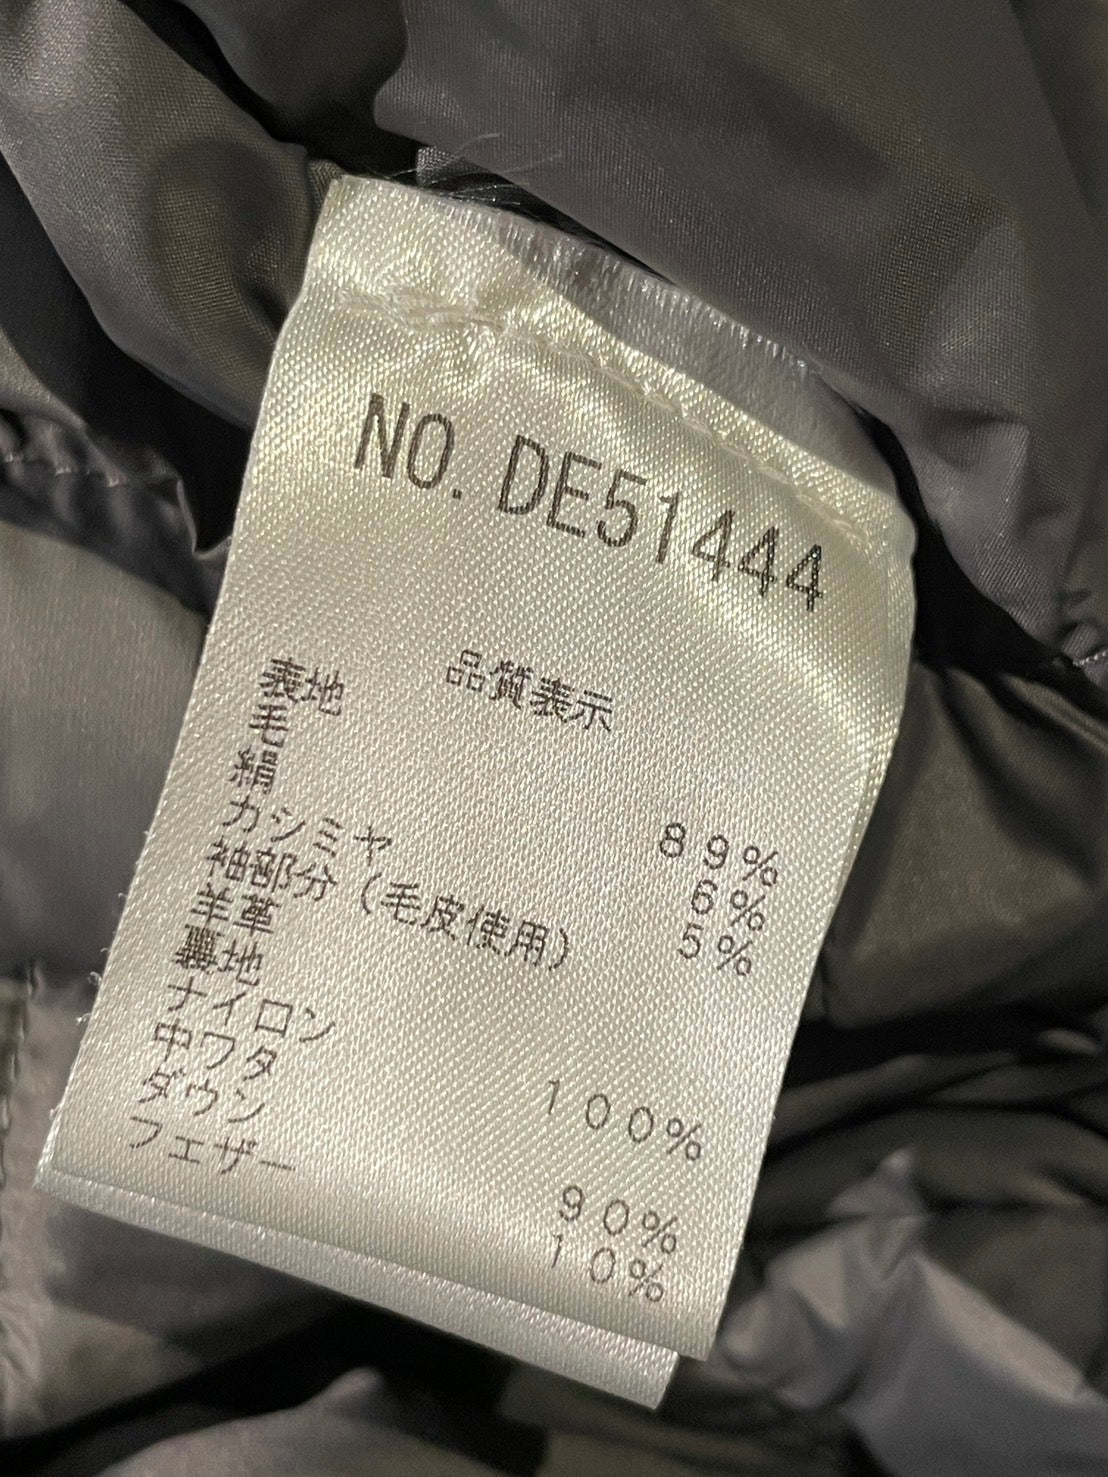 NO. DE51444
品質表示
表地
毛 89%
絹 6%
カシミヤ 5%
袖部分(毛皮使用)
羊革
裏地
ナイロン 100%
中ワタ
ダウン 90%
フェザー 10%